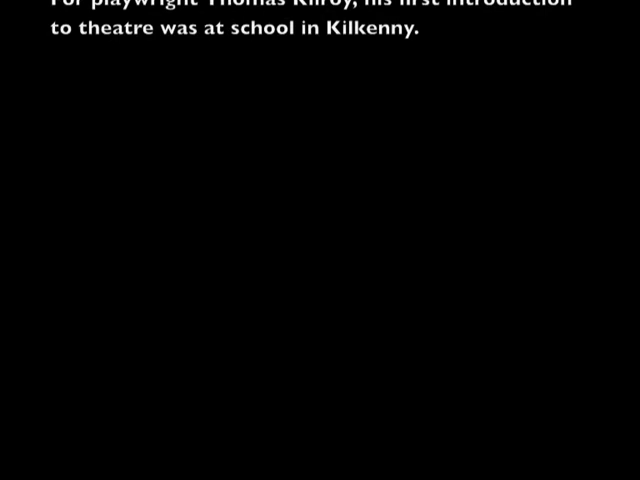 For playwright Thomas Kilroy, his first introduction
to theatre was at school in Kilkenny.